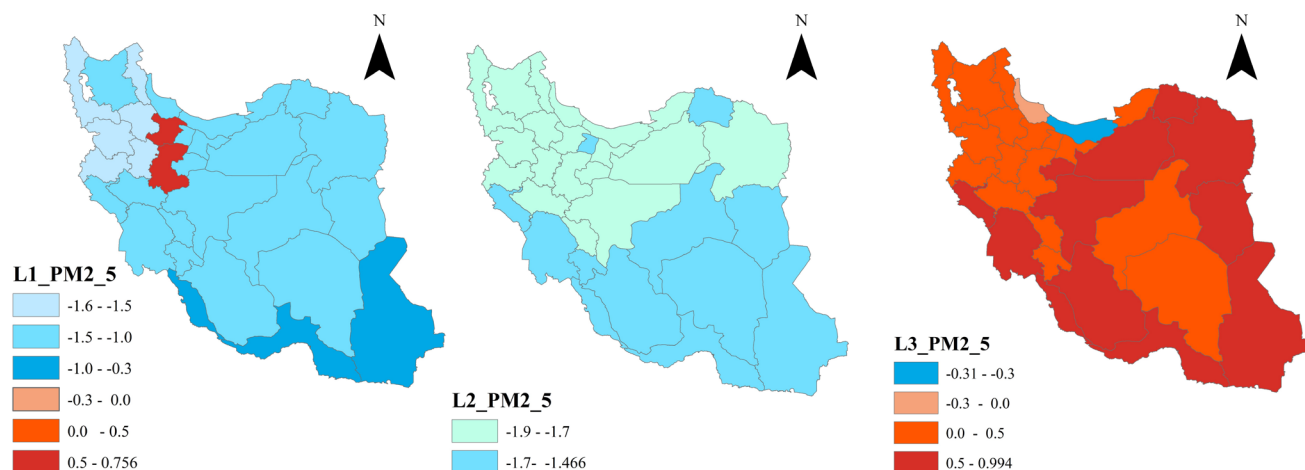 N
N
N
L1_PM2_5
-1.6 - -1.5
-1.5 - -1.0
-1.0 - -0.3
-0.3 - 0.0
0.0 - 0.5
0.5 - 0.756
L2_PM2_5
-1.9 - -1.7
-1.7- -1.466
L3_PM2_5
-0.31 - -0.3
-0.3 - 0.0
0.0 - 0.5
0.5 - 0.994